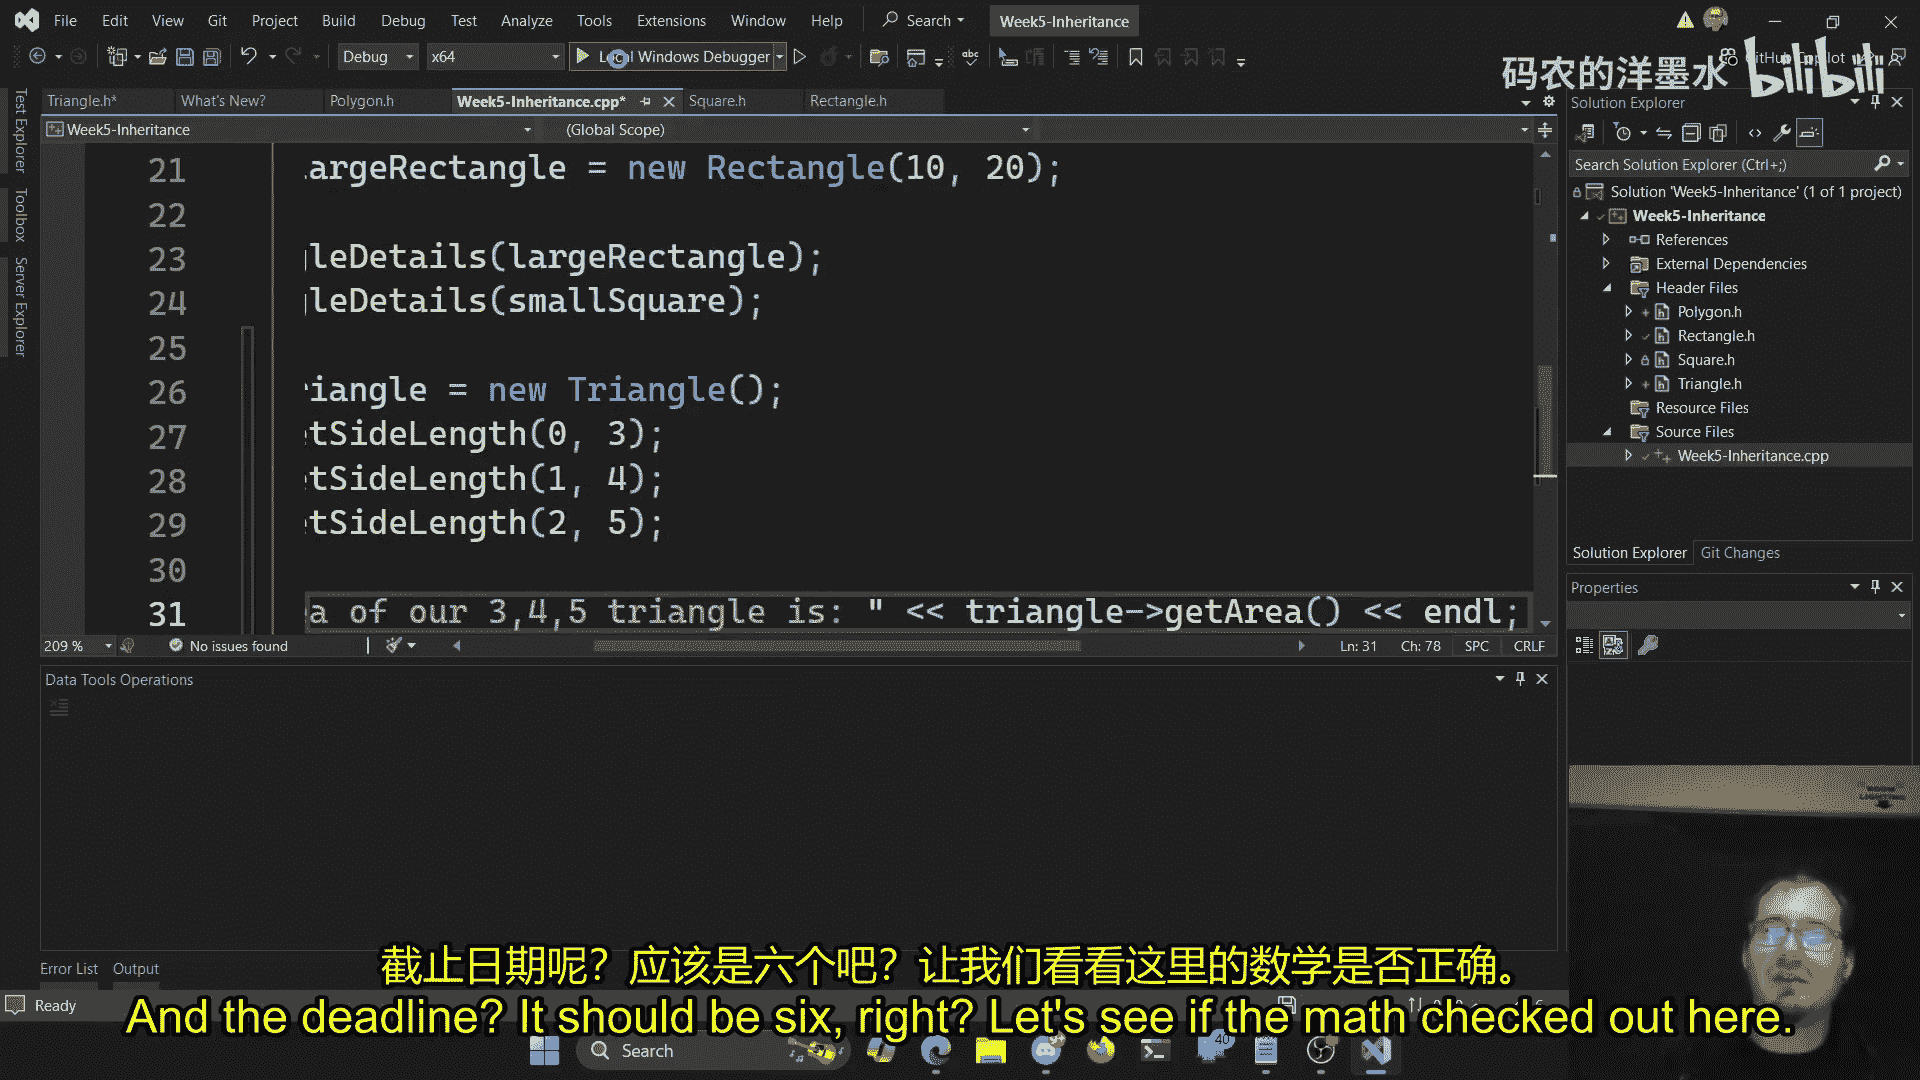 File Edit View Git Project Build Debug Test Analyze Tools Extensions Window Help Search Week5-Inheritance
Debug x64 Local Windows Debugger
码农的洋墨水 bilibili
Triangle.h* What's New? Polygon.h Week5-Inheritance.cpp* Square.h Rectangle.h
Week5-Inheritance (Global Scope)
Test Explorer
Toolbox
Server Explorer
21 argeRectangle = new Rectangle(10, 20);
22
23 leDetails(largeRectangle);
24 leDetails(smallSquare);
25
26 riangle = new Triangle();
27 tSideLength(0, 3);
28 tSideLength(1, 4);
29 tSideLength(2, 5);
30
31 a of our 3,4,5 triangle is: " << triangle->getArea() << endl;
209 % No issues found Ln: 31 Ch: 78 SPC CRLF
Data Tools Operations
Error List Output
Ready
Solution Explorer
Search Solution Explorer (Ctrl+;)
Solution 'Week5-Inheritance' (1 of 1 project)
Week5-Inheritance
References
External Dependencies
Header Files
Polygon.h
Rectangle.h
Square.h
Triangle.h
Resource Files
Source Files
Week5-Inheritance.cpp
Solution Explorer Git Changes
Properties
截止日期呢？应该是六个吧？让我们看看这里的数学是否正确。
And the deadline? It should be six, right? Let's see if the math checked out here.
Search
40